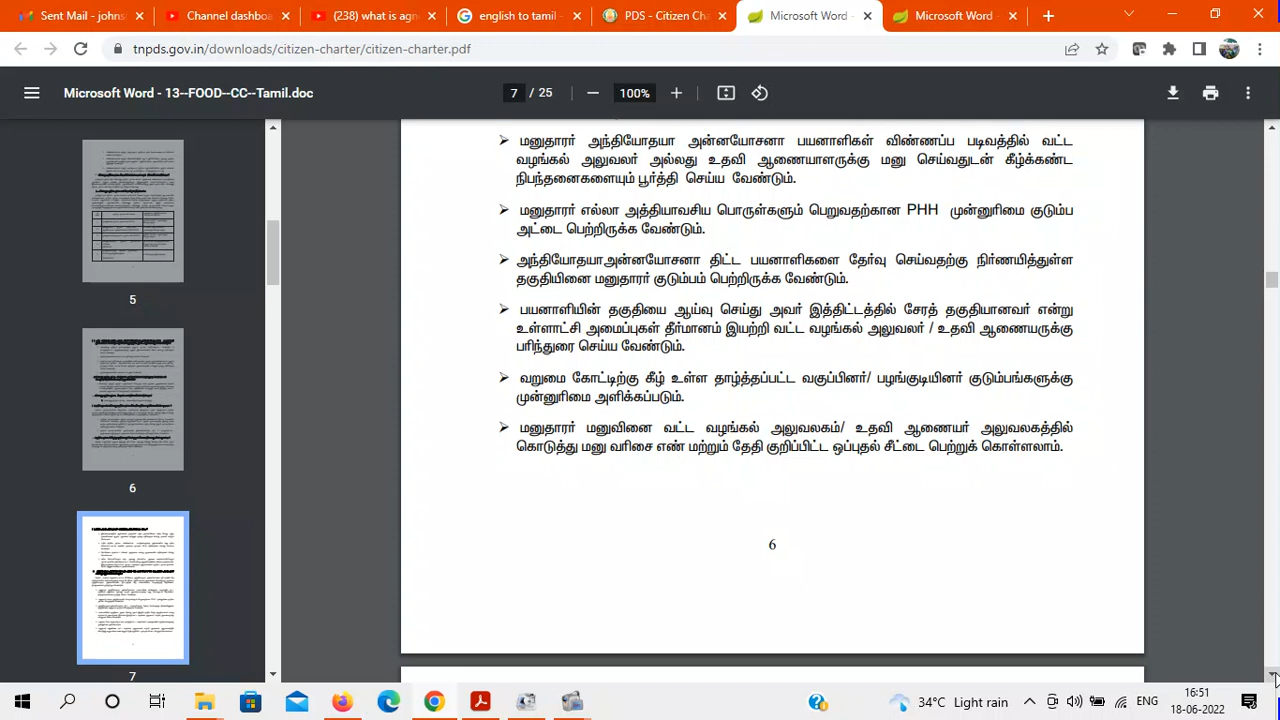 Sent Mail - johns
Channel dashboa
(238) what is agn
english to tamil -
PDS - Citizen Cha
Microsoft Word -
Microsoft Word -
tnpds.gov.in/downloads/citizen-charter/citizen-charter.pdf
Microsoft Word - 13--FOOD--CC--Tamil.doc
7 / 25
100%
5
6
7
➢ மனுதாரர் அந்தியோதயா அன்னயோசனா பயனாளிகள் விண்ணப்ப படிவத்தில் வட்ட
வழங்கல் அலுவலர் அல்லது உதவி ஆணையாளருக்கு மனு செய்வதுடன் கீழ்க்கண்ட
நிபந்தனைகளையும் பூர்த்தி செய்ய வேண்டும்.
➢ மனுதாரர் எல்லா அத்தியாவசிய பொருள்களும் பெறுவதற்கான PHH முன்னுரிமை குடும்ப
அட்டை பெற்றிருக்க வேண்டும்.
➢ அந்தியோதயாஅன்னயோசனா திட்ட பயனாளிகளை தேர்வு செய்வதற்கு நிர்ணயித்துள்ள
தகுதியினை மனுதாரர் குடும்பம் பெற்றிருக்க வேண்டும்.
➢ பயனாளியின் தகுதியை ஆய்வு செய்து அவர் இத்திட்டத்தில் சேரத் தகுதியானவர் என்று
உள்ளாட்சி அமைப்புகள் தீர்மானம் இயற்றி வட்ட வழங்கல் அலுவலர் / உதவி ஆணையருக்கு
பரிந்துரை செய்ய வேண்டும்.
➢ வறுமை கோட்டிற்கு கீழ் உள்ள தாழ்த்தப்பட்ட வகுப்பினர்/ பழங்குடியினர் குடும்பங்களுக்கு
முன்னுரிமை அளிக்கப்படும்.
➢ மனுதாரர் மனுவினை வட்ட வழங்கல் அலுவலகம்/ உதவி ஆணையர் அலுவலகத்தில்
கொடுத்து மனு வரிசை எண் மற்றும் தேதி குறிப்பிட்ட ஒப்புதல் சீட்டை பெற்றுக் கொள்ளலாம்.
6
34°C Light rain
ENG
16:51
18-06-2022